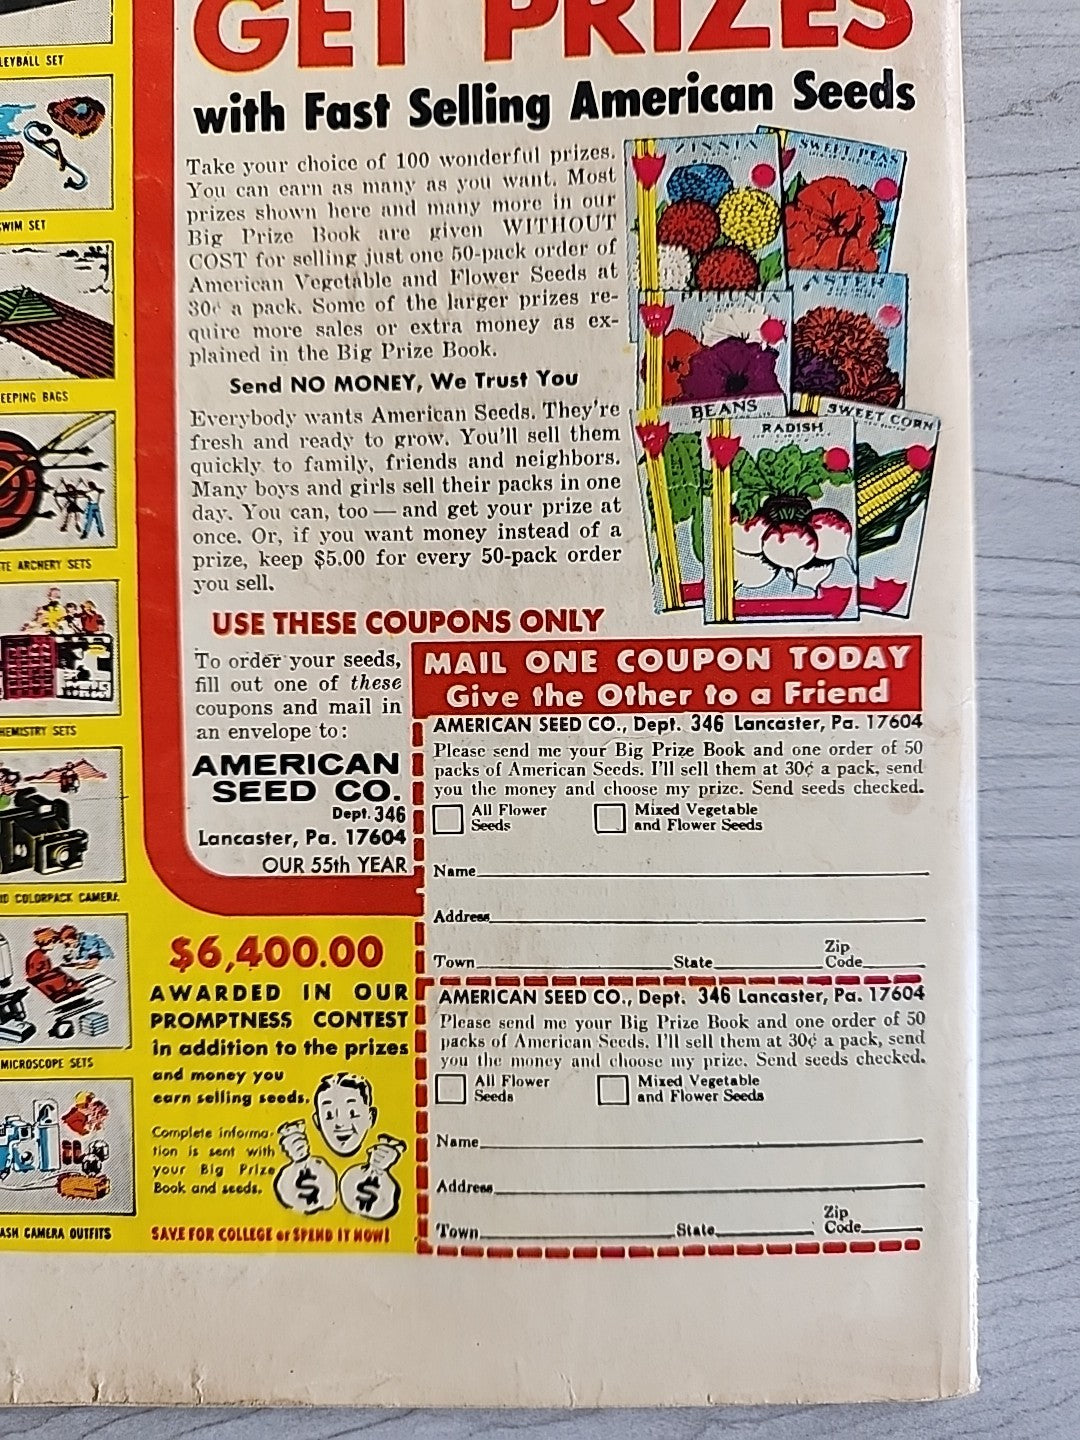 GET PRIZES
with Fast Selling American Seeds
Take your choice of 100 wonderful prizes.
You can earn as many as you want. Most
prizes shown here and many more in our
Big Prize Book are given WITHOUT
COST for selling just one 50-pack order of
American Vegetable and Flower Seeds at
30¢ a pack. Some of the larger prizes re-
quire more sales or extra money as ex-
plained in the Big Prize Book.
Send NO MONEY, We Trust You
Everybody wants American Seeds. They're
fresh and ready to grow. You'll sell them
quickly to family, friends and neighbors.
Many boys and girls sell their packs in one
day. You can, too — and get your prize at
once. Or, if you want money instead of a
prize, keep $5.00 for every 50-pack order
you sell.
ZINNIA
SWEET PEAS
PETUNIA
ASTER
BEANS
RADISH
SWEET CORN
USE THESE COUPONS ONLY
To order your seeds,
fill out one of these
coupons and mail in
an envelope to:
AMERICAN
SEED CO.
Dept. 346
Lancaster, Pa. 17604
OUR 55th YEAR
MAIL ONE COUPON TODAY
Give the Other to a Friend
AMERICAN SEED CO., Dept. 346 Lancaster, Pa. 17604
Please send me your Big Prize Book and one order of 50
packs of American Seeds. I'll sell them at 30¢ a pack, send
you the money and choose my prize. Send seeds checked.
All Flower
Seeds
Mixed Vegetable
and Flower Seeds
Name
Address
Town State Zip Code
AMERICAN SEED CO., Dept. 346 Lancaster, Pa. 17604
Please send me your Big Prize Book and one order of 50
packs of American Seeds. I'll sell them at 30¢ a pack, send
you the money and choose my prize. Send seeds checked.
All Flower
Seeds
Mixed Vegetable
and Flower Seeds
Name
Address
Town State Zip Code
$6,400.00
AWARDED IN OUR
PROMPTNESS CONTEST
in addition to the prizes
and money you
earn selling seeds.
Complete informa-
tion is sent with
your Big Prize
Book and seeds.
$ $
SAVE FOR COLLEGE or SPEND IT NOW!
LEYBALL SET
WIM SET
EEPING BAGS
TE ARCHERY SETS
HEMISTRY SETS
ID COLORPACK CAMERA
MICROSCOPE SETS
ASH CAMERA OUTFITS